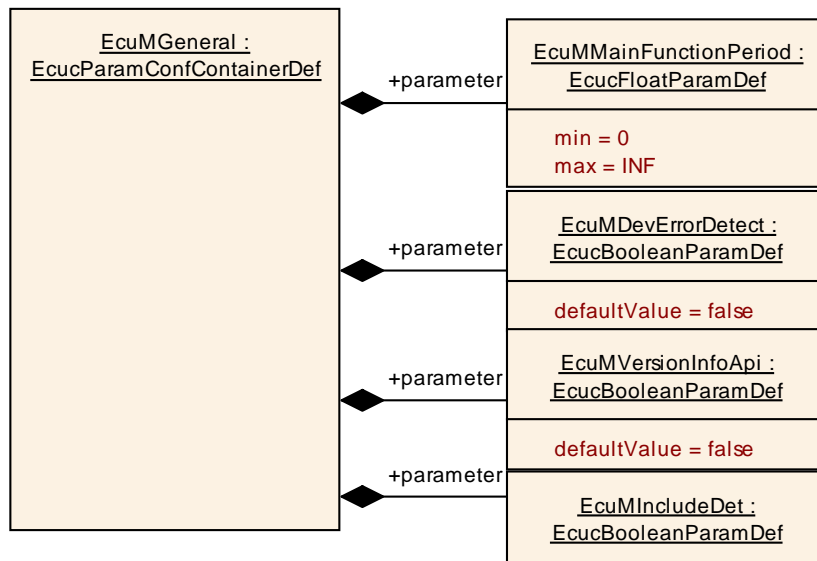 EcuMGeneral :
EcucParamConfContainerDef
+parameter
EcuMMainFunctionPeriod :
EcucFloatParamDef
min = 0
max = INF
+parameter
EcuMDevErrorDetect :
EcucBooleanParamDef
defaultValue = false
+parameter
EcuMVersionInfoApi :
EcucBooleanParamDef
defaultValue = false
+parameter
EcuMIncludeDet :
EcucBooleanParamDef